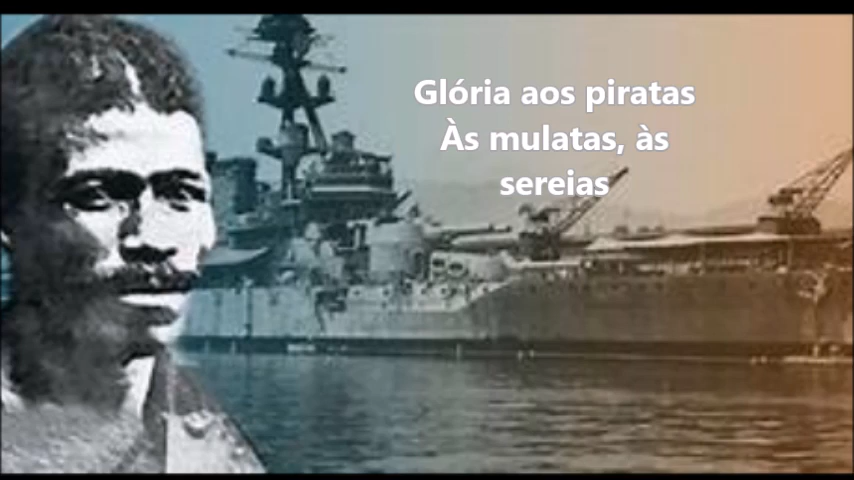 Glória aos piratas
Às mulatas, às
sereias